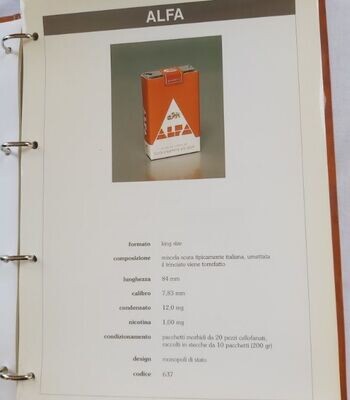 ALFA
ALFA
formato king size
composizione miscela scura tipicamente italiana, umettata
il trinciato viene torrefatto
lunghezza 84 mm
calibro 7,85 mm
condensato 12,0 mg
nicotina 1,00 mg
condizionamento pacchetti morbidi da 20 pezzi cellofanati,
raccolti in stecche da 10 pacchetti (200 gr)
design monopoli di stato
codice 637